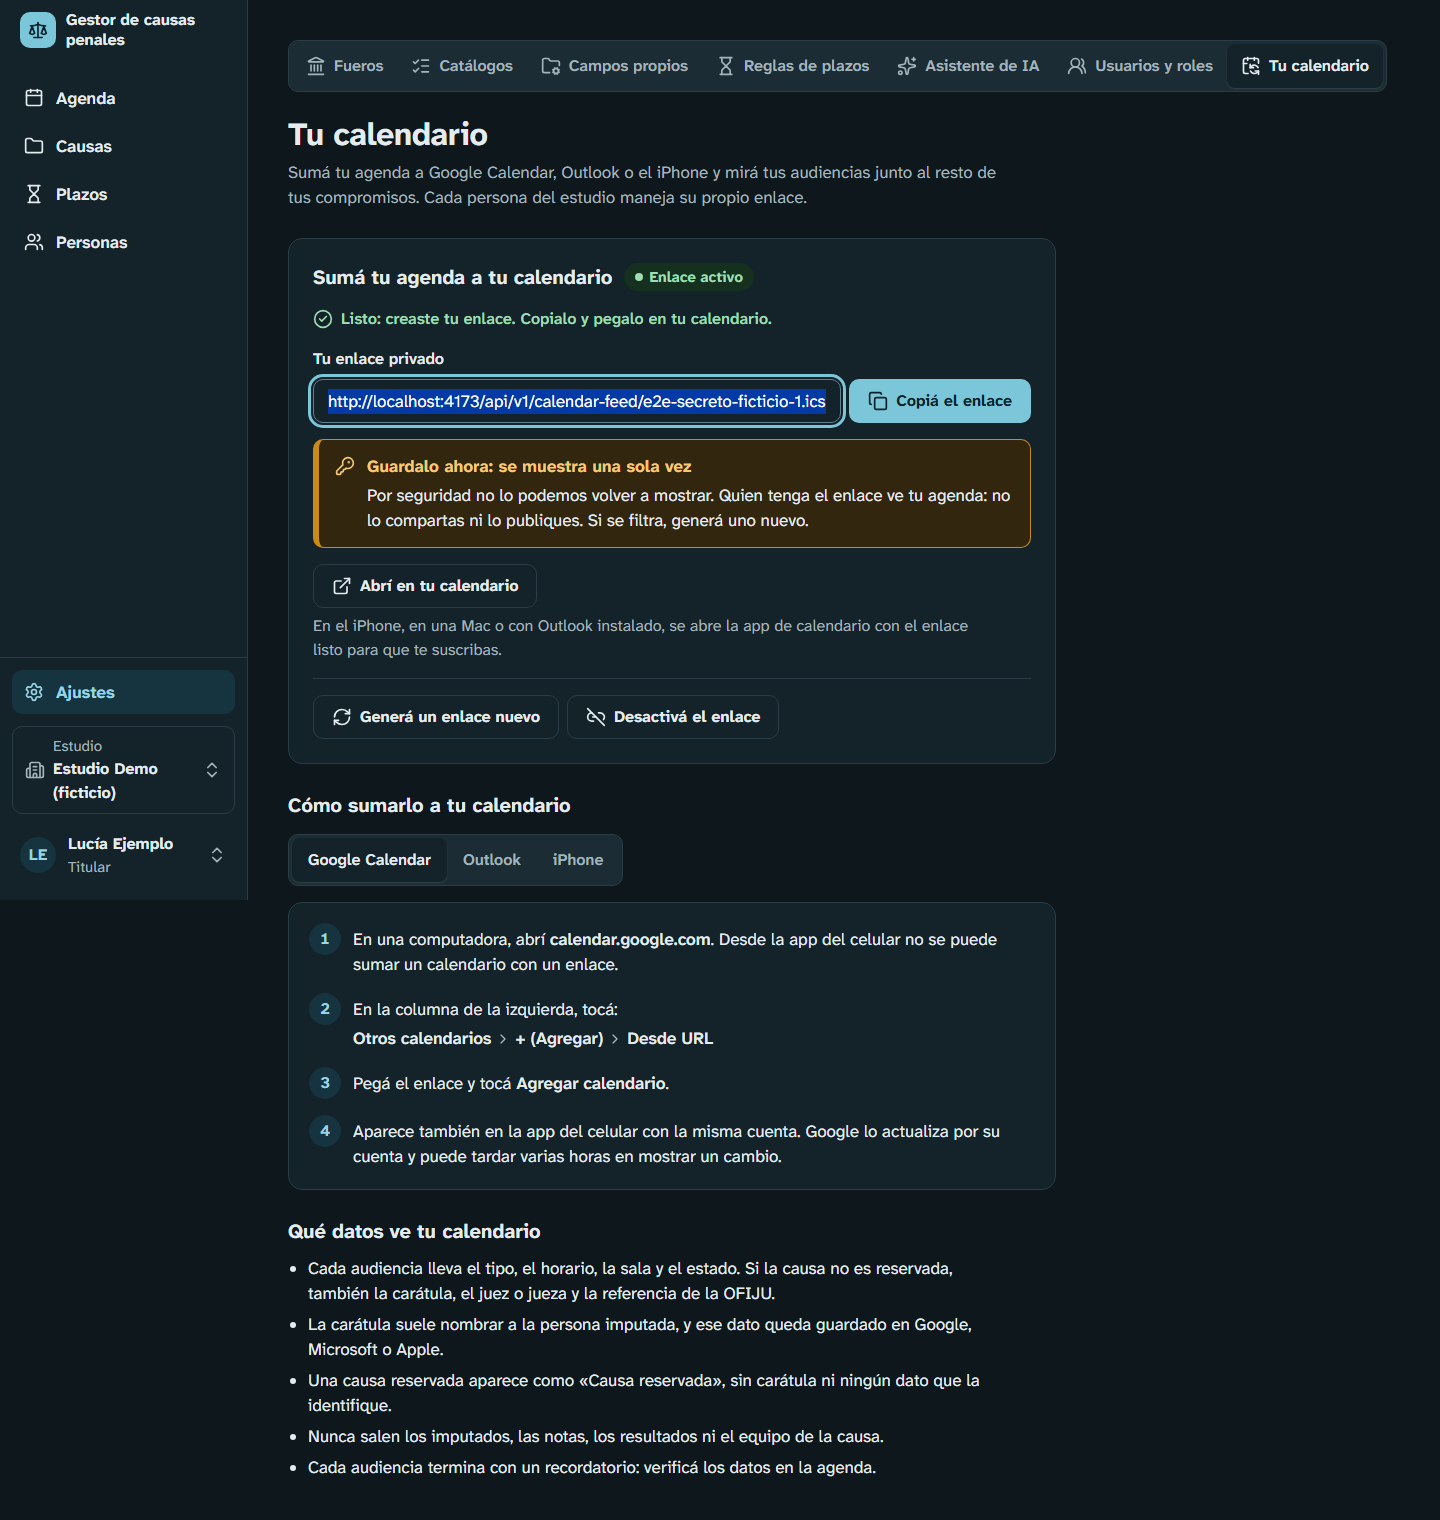 Gestor de causas
penales
Agenda
Causas
Plazos
Personas
Ajustes
Estudio
Estudio Demo
(ficticio)
LE
Lucía Ejemplo
Titular
Fueros
Catálogos
Campos propios
Reglas de plazos
Asistente de IA
Usuarios y roles
Tu calendario
Tu calendario
Sumá tu agenda a Google Calendar, Outlook o el iPhone y mirá tus audiencias junto al resto de
tus compromisos. Cada persona del estudio maneja su propio enlace.
Sumá tu agenda a tu calendario
Enlace activo
Listo: creaste tu enlace. Copialo y pegalo en tu calendario.
Tu enlace privado
http://localhost:4173/api/v1/calendar-feed/e2e-secreto-ficticio-1.ics
Copiá el enlace
Guardalo ahora: se muestra una sola vez
Por seguridad no lo podemos volver a mostrar. Quien tenga el enlace ve tu agenda: no
lo compartas ni lo publiques. Si se filtra, generá uno nuevo.
Abrí en tu calendario
En el iPhone, en una Mac o con Outlook instalado, se abre la app de calendario con el enlace
listo para que te suscribas.
Generá un enlace nuevo
Desactivá el enlace
Cómo sumarlo a tu calendario
Google Calendar
Outlook
iPhone
1
En una computadora, abrí calendar.google.com. Desde la app del celular no se puede
sumar un calendario con un enlace.
2
En la columna de la izquierda, tocá:
Otros calendarios > + (Agregar) > Desde URL
3
Pegá el enlace y tocá Agregar calendario.
4
Aparece también en la app del celular con la misma cuenta. Google lo actualiza por su
cuenta y puede tardar varias horas en mostrar un cambio.
Qué datos ve tu calendario
• Cada audiencia lleva el tipo, el horario, la sala y el estado. Si la causa no es reservada,
también la carátula, el juez o jueza y la referencia de la OFIJU.
• La carátula suele nombrar a la persona imputada, y ese dato queda guardado en Google,
Microsoft o Apple.
• Una causa reservada aparece como «Causa reservada», sin carátula ni ningún dato que la
identifique.
• Nunca salen los imputados, las notas, los resultados ni el equipo de la causa.
• Cada audiencia termina con un recordatorio: verificá los datos en la agenda.